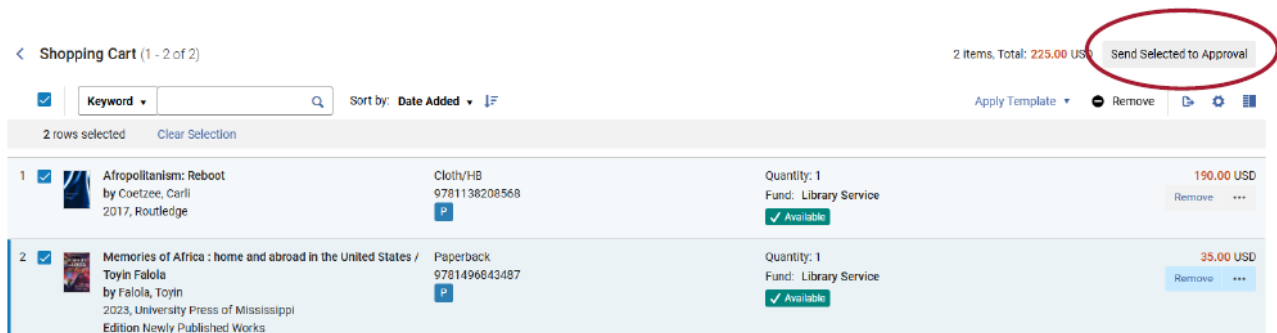 Shopping Cart (1 - 2 of 2)
2 items, Total: 225.00 USD
Send Selected to Approval
Keyword
Sort by: Date Added
Apply Template
Remove
2 rows selected
Clear Selection
1
Afropolitanism: Reboot
by Coetzee, Carli
2017, Routledge
Cloth/HB
9781138208568
P
Quantity: 1
Fund: Library Service
Available
190.00 USD
Remove
2
Memories of Africa : home and abroad in the United States /
Toyin Falola
by Falola, Toyin
2023, University Press of Mississippi
Edition Newly Published Works
Paperback
9781496843487
P
Quantity: 1
Fund: Library Service
Available
35.00 USD
Remove